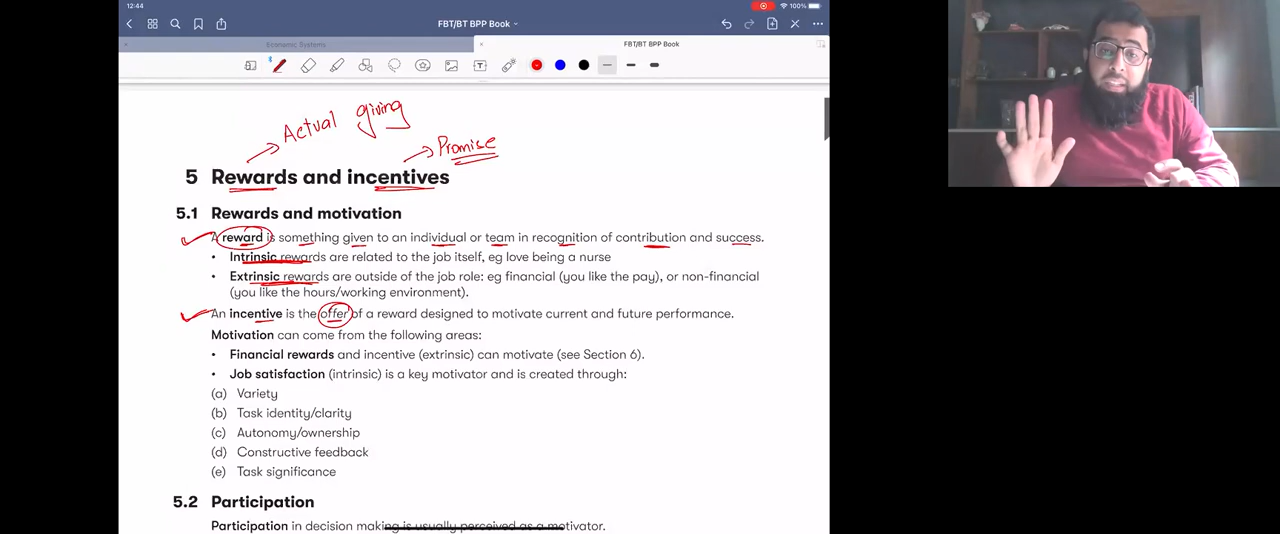 12:44
100%
FBT/BT BPP Book
Economic Systems
FBT/BT BPP Book
Actual giving
Promise
5 Rewards and incentives
5.1 Rewards and motivation
A reward is something given to an individual or team in recognition of contribution and success.
• Intrinsic rewards are related to the job itself, eg love being a nurse
• Extrinsic rewards are outside of the job role: eg financial (you like the pay), or non-financial
(you like the hours/working environment).
An incentive is the offer of a reward designed to motivate current and future performance.
Motivation can come from the following areas:
• Financial rewards and incentive (extrinsic) can motivate (see Section 6).
• Job satisfaction (intrinsic) is a key motivator and is created through:
(a) Variety
(b) Task identity/clarity
(c) Autonomy/ownership
(d) Constructive feedback
(e) Task significance
5.2 Participation
Participation in decision making is usually perceived as a motivator.